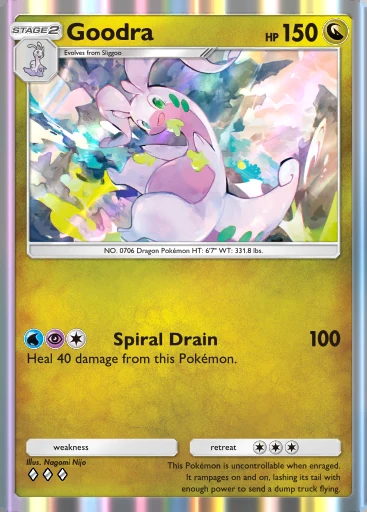 STAGE 2
Goodra
HP 150
Evolves from Sliggoo
NO. 0706 Dragon Pokémon HT: 6'7" WT: 331.8 lbs.
Spiral Drain 100
Heal 40 damage from this Pokémon.
weakness
retreat
Illus. Nagomi Nijo
This Pokémon is uncontrollable when enraged.
It rampages on and on, lashing its tail with
enough power to send a dump truck flying.